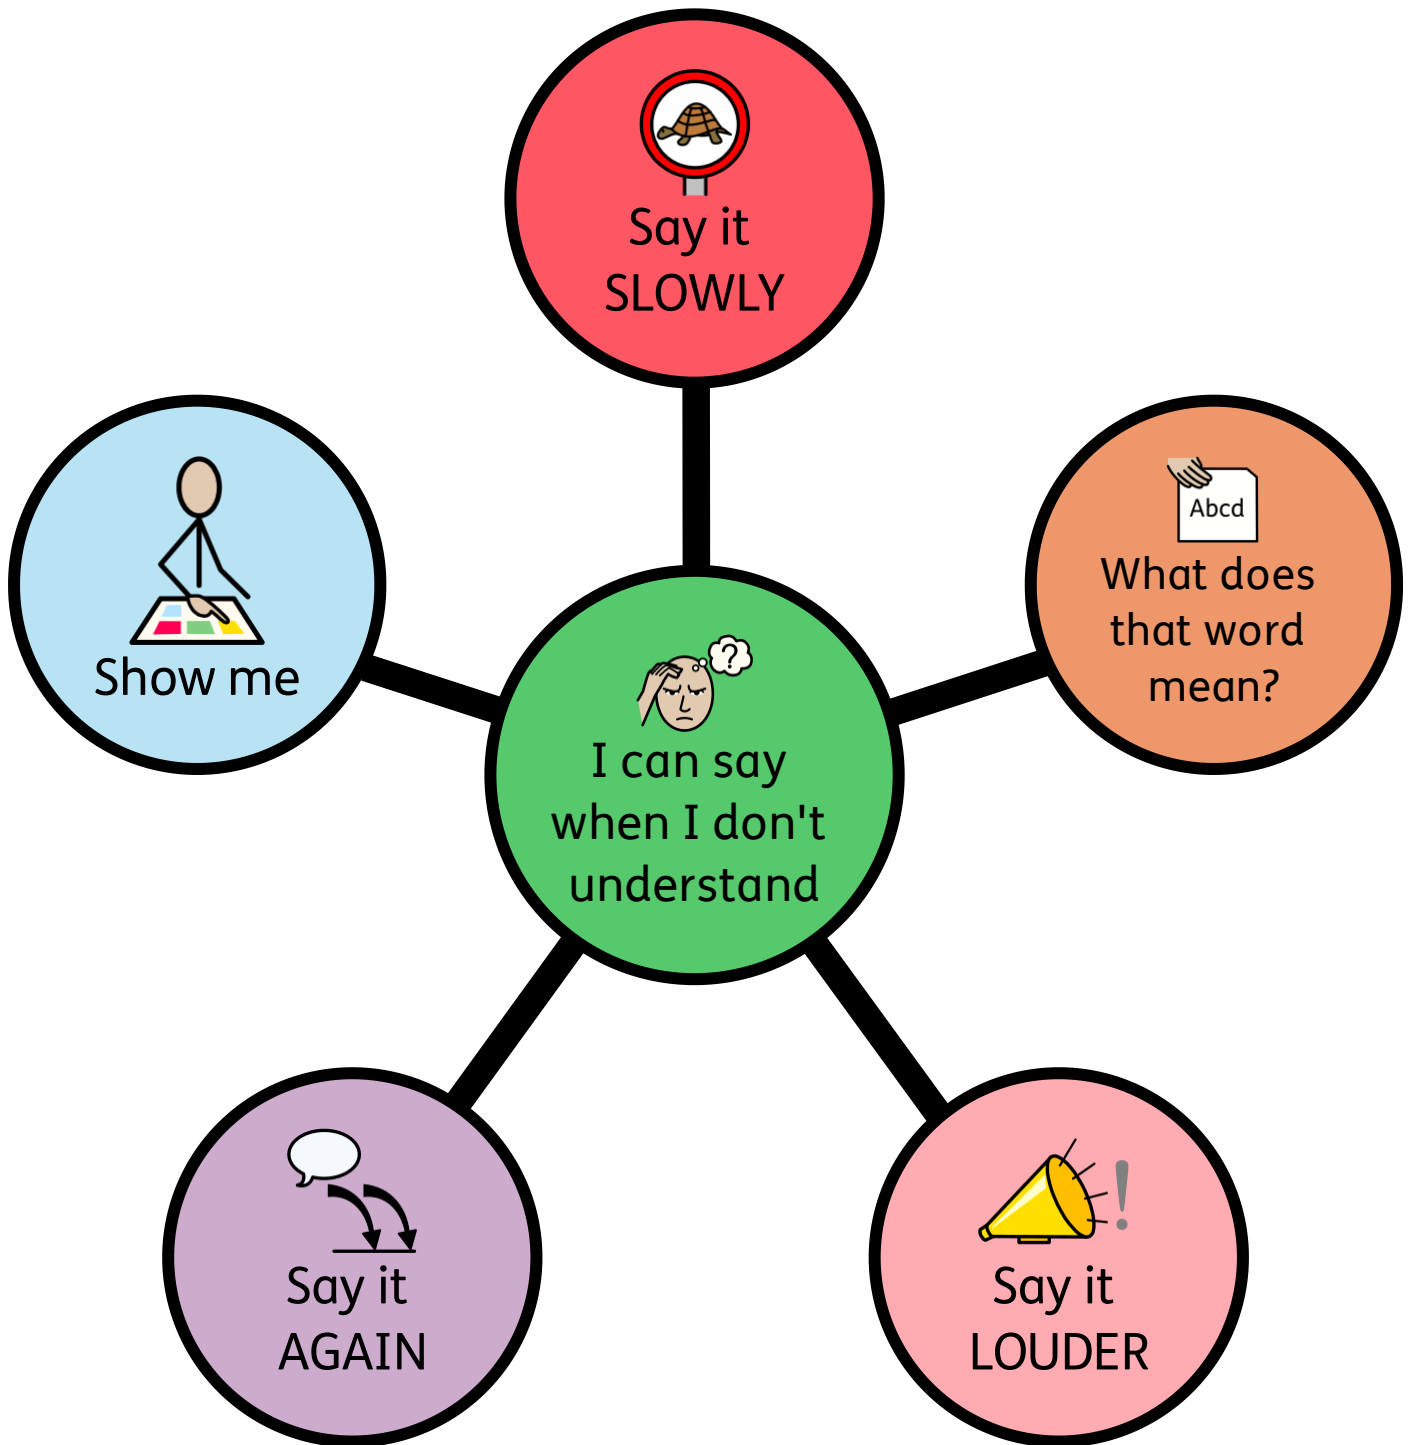 Say it
SLOWLY
Show me
Abcd
What does
that word
mean?
?
I can say
when I don't
understand
Say it
AGAIN
!
Say it
LOUDER